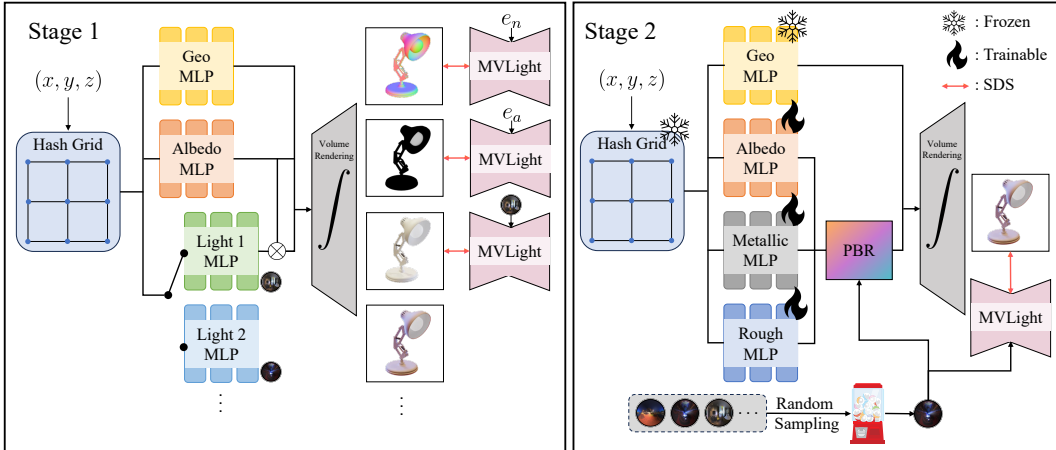 Stage 1
(x, y, z)
Hash Grid
Geo
MLP
Albedo
MLP
Light 1
MLP
Light 2
MLP
⋮
Volume
Rendering
∫
e_n
MVLight
e_a
MVLight
MVLight
⋮
Stage 2
: Frozen
: Trainable
: SDS
(x, y, z)
Hash Grid
Geo
MLP
Albedo
MLP
Metallic
MLP
Rough
MLP
PBR
Volume
Rendering
∫
MVLight
...
Random
Sampling